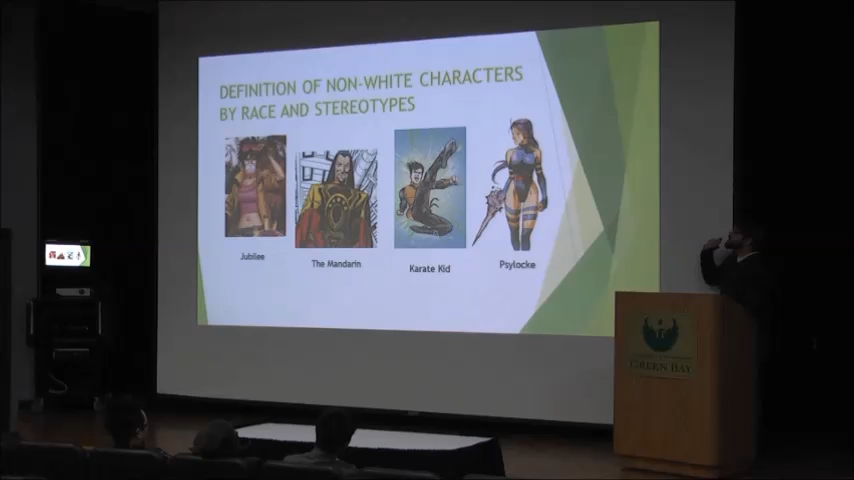 DEFINITION OF NON-WHITE CHARACTERS
BY RACE AND STEREOTYPES
Jubilee
The Mandarin
Karate Kid
Psylocke
GREEN BAY